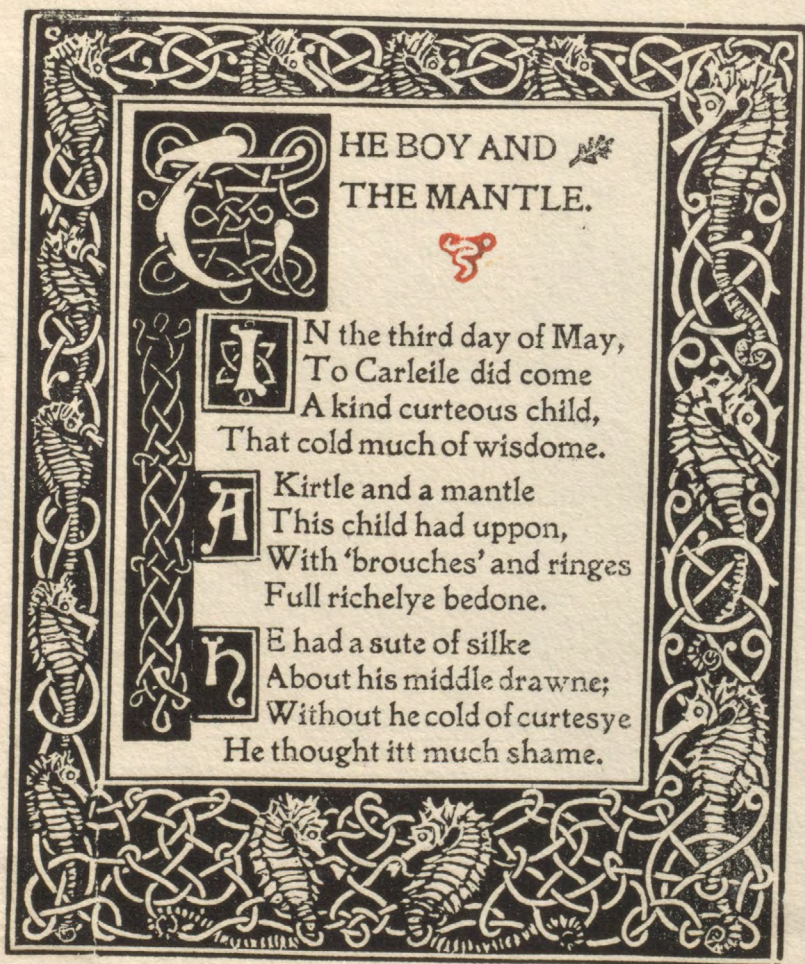 THE BOY AND
THE MANTLE.
IN the third day of May,
To Carleile did come
A kind curteous child,
That cold much of wisdome.
A Kirtle and a mantle
This child had uppon,
With ‘brouches’ and ringes
Full richelye bedone.
HE had a sute of silke
About his middle drawne;
Without he cold of curtesye
He thought itt much shame.